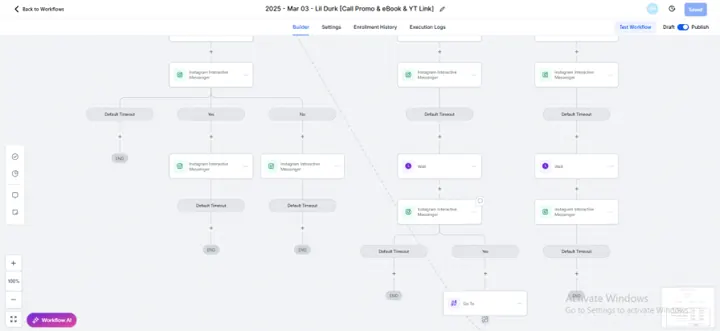 Back to Workflows
2025 - Mar 03 - Lil Durk [Call Promo & eBook & YT Link]
Saved
Builder Settings Enrollment History Execution Logs
Test Workflow Draft Publish
Instagram Interactive Messenger
Instagram Interactive Messenger
Instagram Interactive Messenger
Default Timeout Yes No Default Timeout Default Timeout
END
Instagram Interactive Messenger
Instagram Interactive Messenger
Wait
Wait
Default Timeout Default Timeout
Instagram Interactive Messenger
Instagram Interactive Messenger
END END
Default Timeout Yes Default Timeout
100%
END
Go To
END
Activate Windows
Go to Settings to activate Windows.
Workflow AI